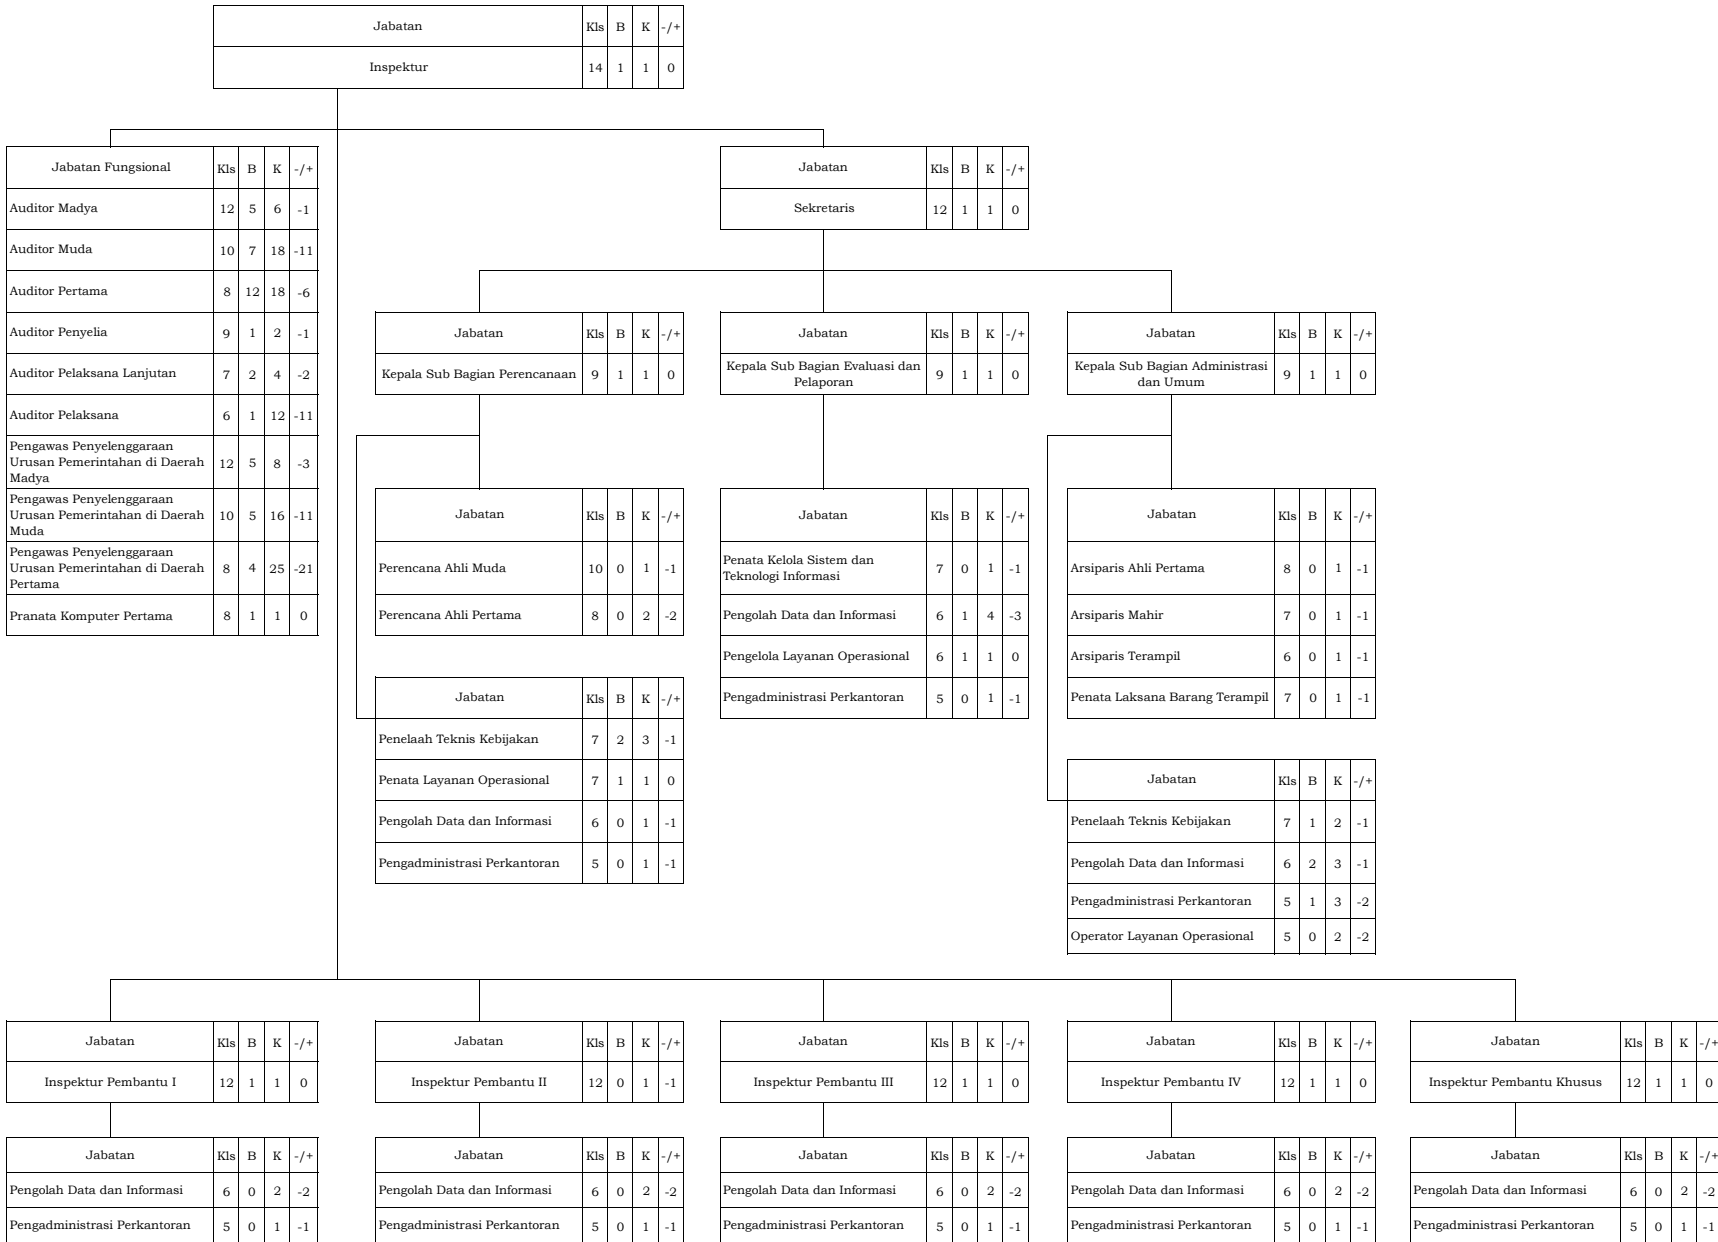 Jabatan Kls B K -/+
Inspektur 14 1 1 0
Jabatan Fungsional Kls B K -/+
Auditor Madya 12 5 6 -1
Auditor Muda 10 7 18 -11
Auditor Pertama 8 12 18 -6
Auditor Penyelia 9 1 2 -1
Auditor Pelaksana Lanjutan 7 2 4 -2
Auditor Pelaksana 6 1 12 -11
Pengawas Penyelenggaraan
Urusan Pemerintahan di Daerah 12 5 8 -3
Madya
Pengawas Penyelenggaraan
Urusan Pemerintahan di Daerah 10 5 16 -11
Muda
Pengawas Penyelenggaraan
Urusan Pemerintahan di Daerah 8 4 25 -21
Pertama
Pranata Komputer Pertama 8 1 1 0
Jabatan Kls B K -/+
Sekretaris 12 1 1 0
Jabatan Kls B K -/+
Kepala Sub Bagian Perencanaan 9 1 1 0
Jabatan Kls B K -/+
Perencana Ahli Muda 10 0 1 -1
Perencana Ahli Pertama 8 0 2 -2
Jabatan Kls B K -/+
Penelaah Teknis Kebijakan 7 2 3 -1
Penata Layanan Operasional 7 1 1 0
Pengolah Data dan Informasi 6 0 1 -1
Pengadministrasi Perkantoran 5 0 1 -1
Jabatan Kls B K -/+
Kepala Sub Bagian Evaluasi dan
Pelaporan 9 1 1 0
Jabatan Kls B K -/+
Penata Kelola Sistem dan
Teknologi Informasi 7 0 1 -1
Pengolah Data dan Informasi 6 1 4 -3
Pengelola Layanan Operasional 6 1 1 0
Pengadministrasi Perkantoran 5 0 1 -1
Jabatan Kls B K -/+
Kepala Sub Bagian Administrasi
dan Umum 9 1 1 0
Jabatan Kls B K -/+
Arsiparis Ahli Pertama 8 0 1 -1
Arsiparis Mahir 7 0 1 -1
Arsiparis Terampil 6 0 1 -1
Penata Laksana Barang Terampil 7 0 1 -1
Jabatan Kls B K -/+
Penelaah Teknis Kebijakan 7 1 2 -1
Pengolah Data dan Informasi 6 2 3 -1
Pengadministrasi Perkantoran 5 1 3 -2
Operator Layanan Operasional 5 0 2 -2
Jabatan Kls B K -/+
Inspektur Pembantu I 12 1 1 0
Jabatan Kls B K -/+
Pengolah Data dan Informasi 6 0 2 -2
Pengadministrasi Perkantoran 5 0 1 -1
Jabatan Kls B K -/+
Inspektur Pembantu II 12 0 1 -1
Jabatan Kls B K -/+
Pengolah Data dan Informasi 6 0 2 -2
Pengadministrasi Perkantoran 5 0 1 -1
Jabatan Kls B K -/+
Inspektur Pembantu III 12 1 1 0
Jabatan Kls B K -/+
Pengolah Data dan Informasi 6 0 2 -2
Pengadministrasi Perkantoran 5 0 1 -1
Jabatan Kls B K -/+
Inspektur Pembantu IV 12 1 1 0
Jabatan Kls B K -/+
Pengolah Data dan Informasi 6 0 2 -2
Pengadministrasi Perkantoran 5 0 1 -1
Jabatan Kls B K -/+
Inspektur Pembantu Khusus 12 1 1 0
Jabatan Kls B K -/+
Pengolah Data dan Informasi 6 0 2 -2
Pengadministrasi Perkantoran 5 0 1 -1